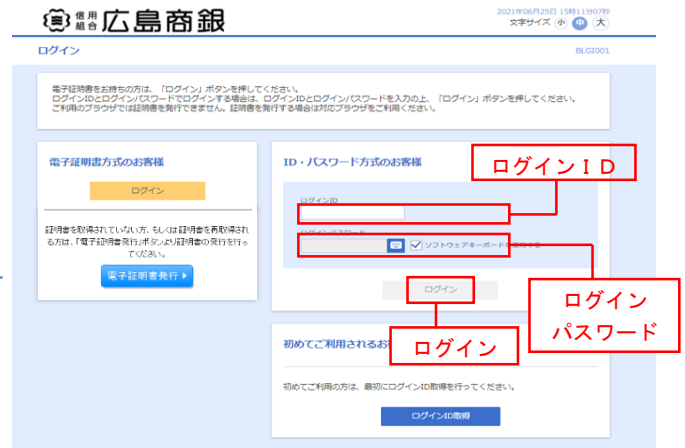 信用組合 広島商銀
2021年06月25日 15時11分07秒
文字サイズ 小 中 大
ログイン
BLGI001
電子証明書をお持ちの方は、「ログイン」ボタンを押してください。
ログインIDとログインパスワードでログインする場合は、ログインIDとログインパスワードを入力の上、「ログイン」ボタンを押してください。
ご利用のブラウザでは証明書を発行できません。証明書を発行する場合は対応ブラウザをご利用ください。
電子証明書方式のお客様
ログイン
証明書を取得されていない方、もしくは証明書を再取得され
る方は、「電子証明書発行」ボタンより証明書の発行を行っ
てください。
電子証明書発行
ID・パスワード方式のお客様
ログインID
ログインID
ログインパスワード
ソフトウェアキーボードを使用する
ログイン
ログイン
パスワード
ログイン
初めてご利用されるお
初めてご利用の方は、最初にログインID取得を行ってください。
ログインID取得